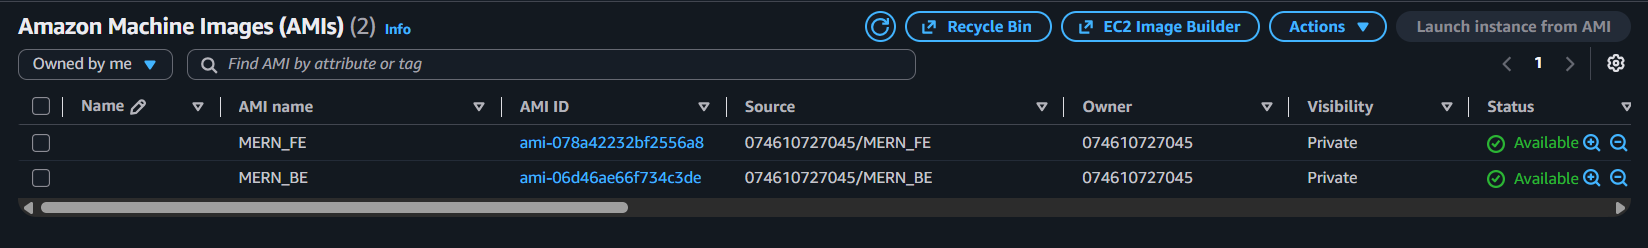 Amazon Machine Images (AMIs) (2) Info Recycle Bin EC2 Image Builder Actions Launch instance from AMI
Owned by me Find AMI by attribute or tag 1
Name AMI name AMI ID Source Owner Visibility Status
MERN_FE ami-078a42232bf2556a8 074610727045/MERN_FE 074610727045 Private Available
MERN_BE ami-06d46ae66f734c3de 074610727045/MERN_BE 074610727045 Private Available